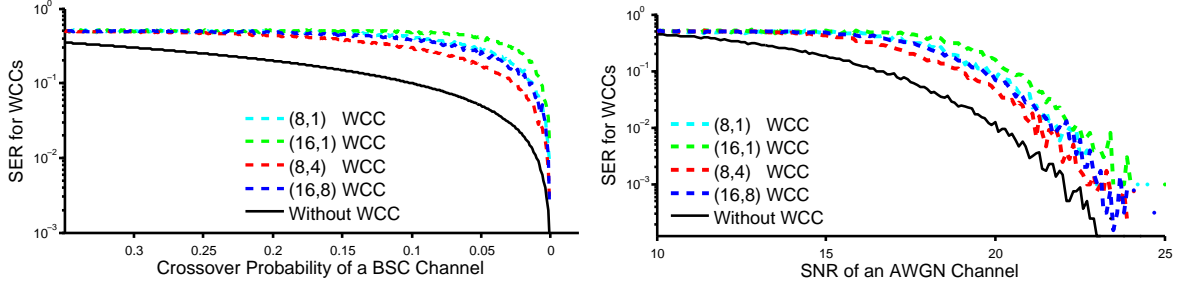 SER for WCCs
10^0
10^−1
10^−2
10^−3
(8,1) WCC
(16,1) WCC
(8,4) WCC
(16,8) WCC
Without WCC
0.3 0.25 0.2 0.15 0.1 0.05 0
Crossover Probability of a BSC Channel
SER for WCCs
10^0
10^−1
10^−2
10^−3
(8,1) WCC
(16,1) WCC
(8,4) WCC
(16,8) WCC
Without WCC
10 15 20 25
SNR of an AWGN Channel